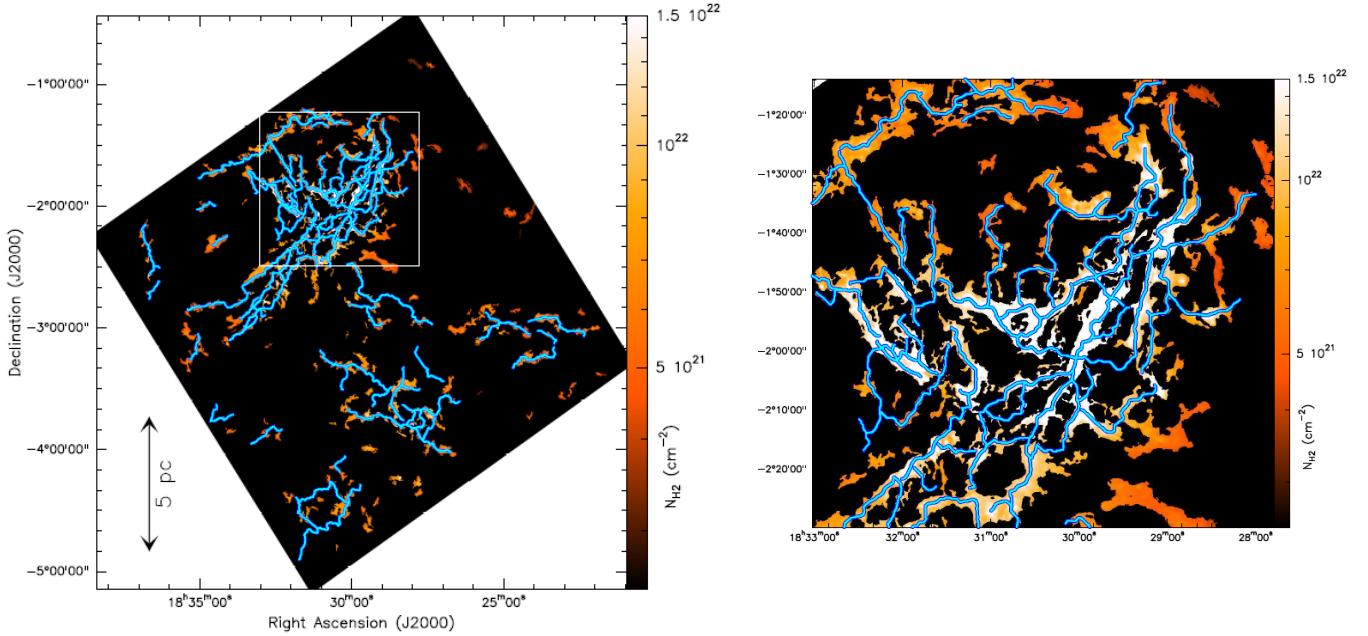 1.5 10²²
−1°00'00"
10²²
−2°00'00"
Declination (J2000)
−3°00'00"
5 10²¹
−4°00'00"
5 pc
N_H2 (cm⁻²)
−5°00'00"
18ʰ35ᵐ00ˢ
30ᵐ00ˢ
25ᵐ00ˢ
Right Ascension (J2000)
1.5 10²²
−1°20'00"
−1°30'00"
10²²
−1°40'00"
−1°50'00"
−2°00'00"
5 10²¹
−2°10'00"
N_H2 (cm⁻²)
−2°20'00"
18ʰ33ᵐ00ˢ
32ᵐ00ˢ
31ᵐ00ˢ
30ᵐ00ˢ
29ᵐ00ˢ
28ᵐ00ˢ